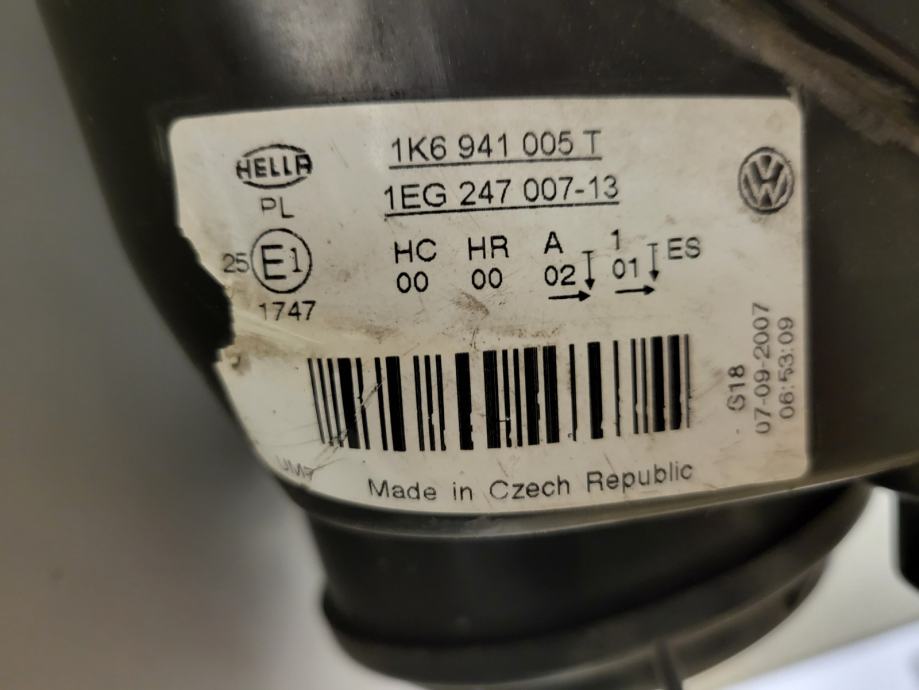 HELLA
1K6 941 005 T
1EG 247 007-13
PL
25 E1
1747
HC HR A 1 ES
00 00 02 01
G18
07-09-2007
06:53:09
Made in Czech Republic